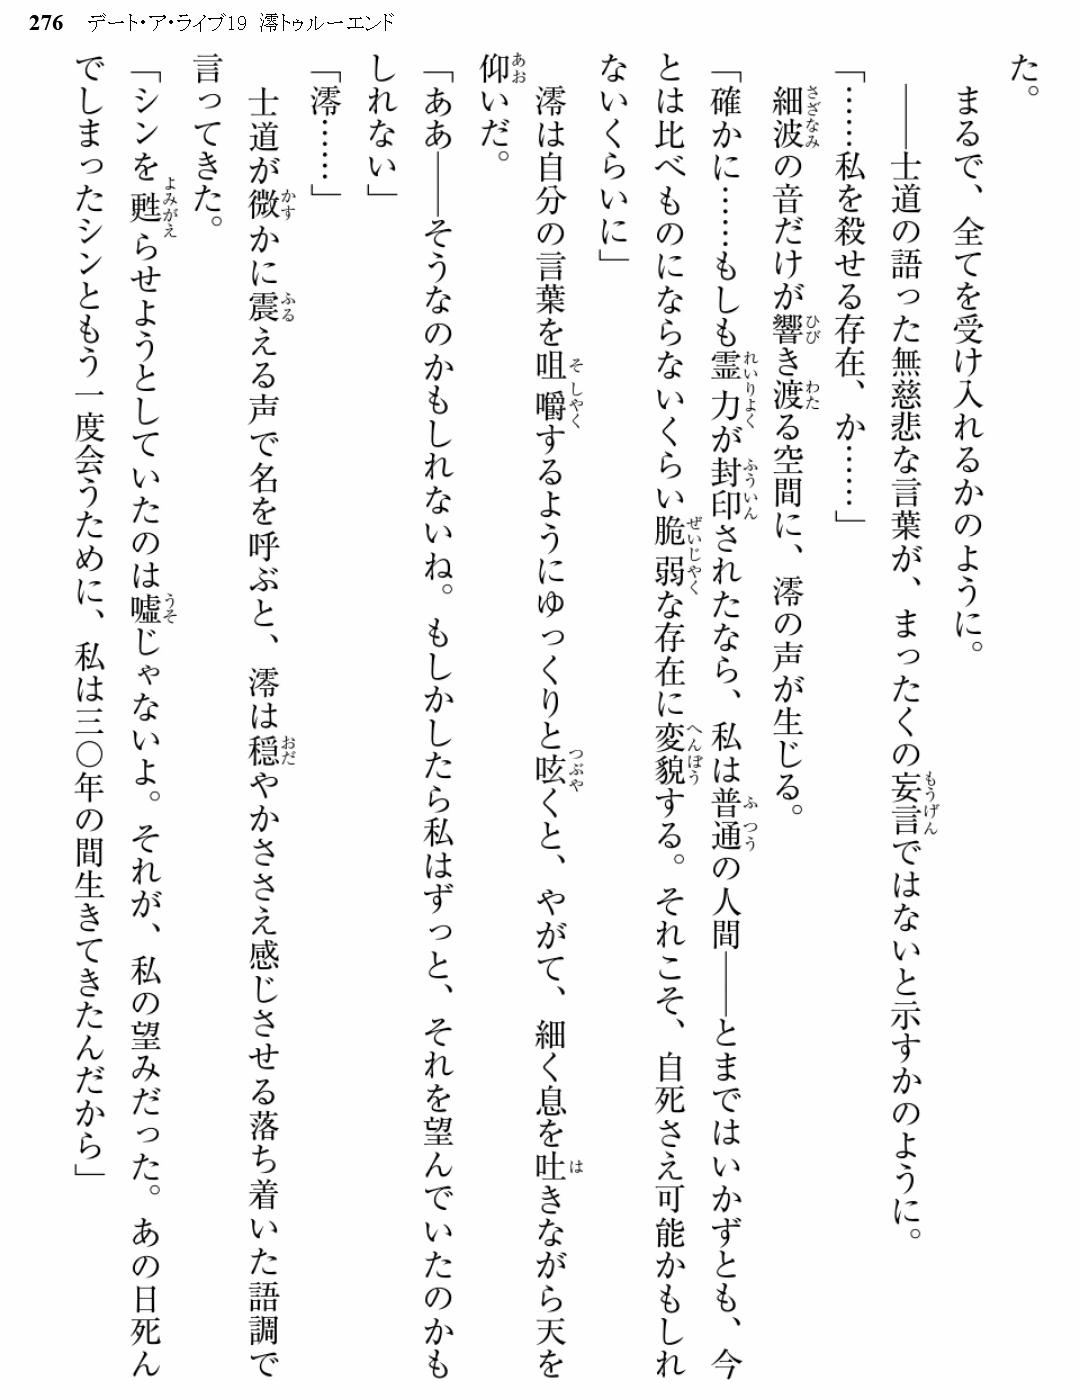 276 デート・ア・ライブ19 澪トゥルーエンド
た。
まるで、全てを受け入れるかのように。
――士道の語った無慈悲な言葉が、まったくの妄言ではないと示すかのように。
「……私を殺せる存在、か……」
細波の音だけが響き渡る空間に、澪の声が生じる。
「確かに……もしも霊力が封印されたなら、私は普通の人間――とまではいかずとも、今
とは比べものにならないくらい脆弱な存在に変貌する。それこそ、自死さえ可能かもしれ
ないくらいに」
澪は自分の言葉を咀嚼するようにゆっくりと呟くと、やがて、細く息を吐きながら天を
仰いだ。
「ああ――そうなのかもしれないね。もしかしたら私はずっと、それを望んでいたのかも
しれない」
「澪……」
士道が微かに震える声で名を呼ぶと、澪は穏やかささえ感じさせる落ち着いた語調で
言ってきた。
「シンを甦らせようとしていたのは嘘じゃないよ。それが、私の望みだった。あの日死ん
でしまったシンともう一度会うために、私は三〇年の間生きてきたんだから」